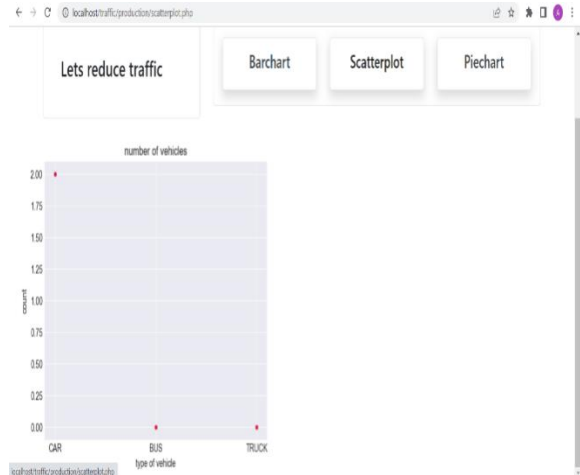 localhost/traffic/production/scatterplot.php
Lets reduce traffic
Barchart
Scatterplot
Piechart
number of vehicles
2.00
1.75
1.50
1.25
1.00
0.75
0.50
0.25
0.00
count
CAR BUS TRUCK
type of vehicle
localhost/traffic/production/scatterplot.php